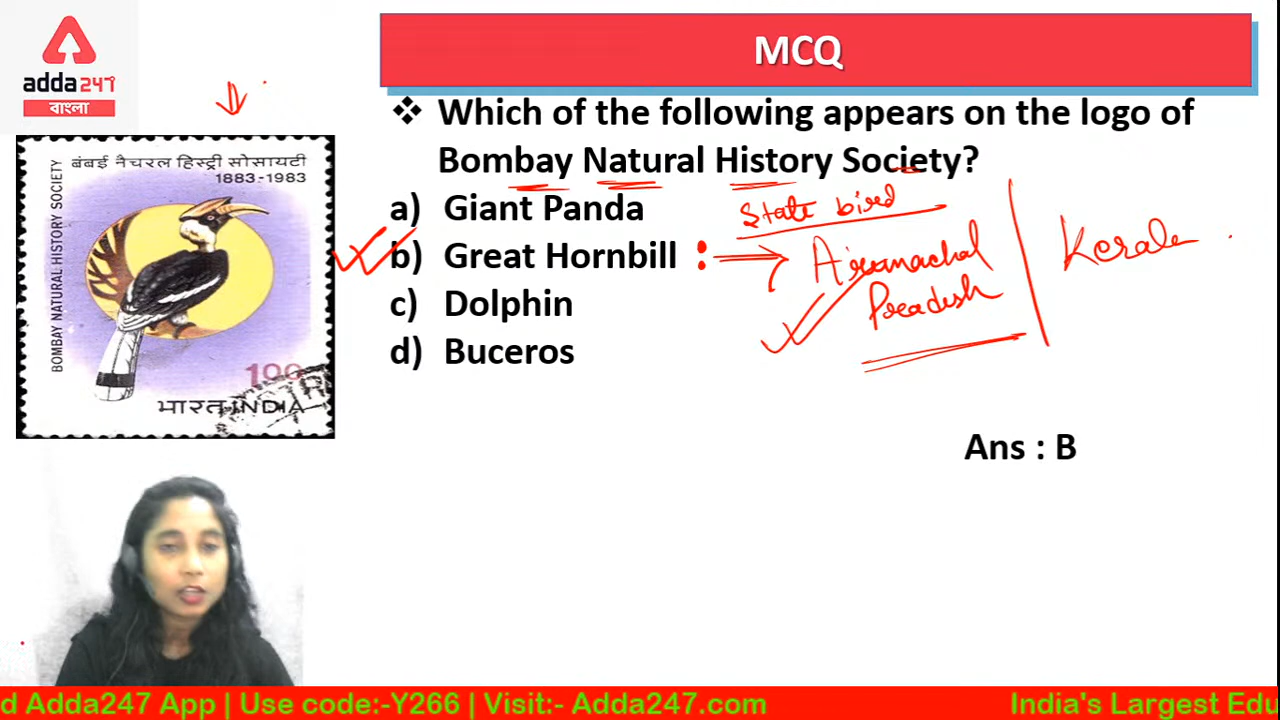 adda247
বাংলা
MCQ
❖ Which of the following appears on the logo of
Bombay Natural History Society?
a) Giant Panda
b) Great Hornbill
c) Dolphin
d) Buceros
State bird
: Arunachal
Pradesh
Kerala
Ans : B
बंबई नैचरल हिस्ट्री सोसायटी
1883-1983
BOMBAY NATURAL HISTORY SOCIETY
100
भारत INDIA
d Adda247 App | Use code:-Y266 | Visit:- Adda247.com
India's Largest Edu